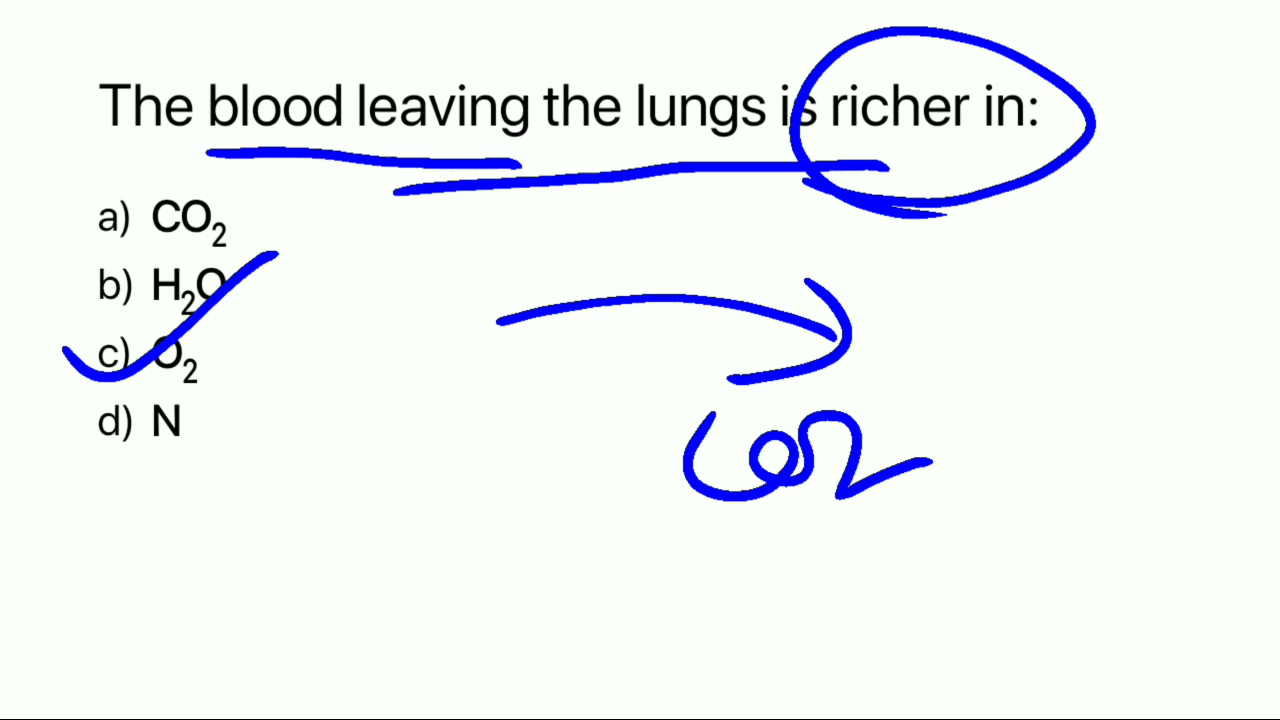 The blood leaving the lungs is richer in:
a) CO₂
b) H₂O
c) O₂
d) N
CO2